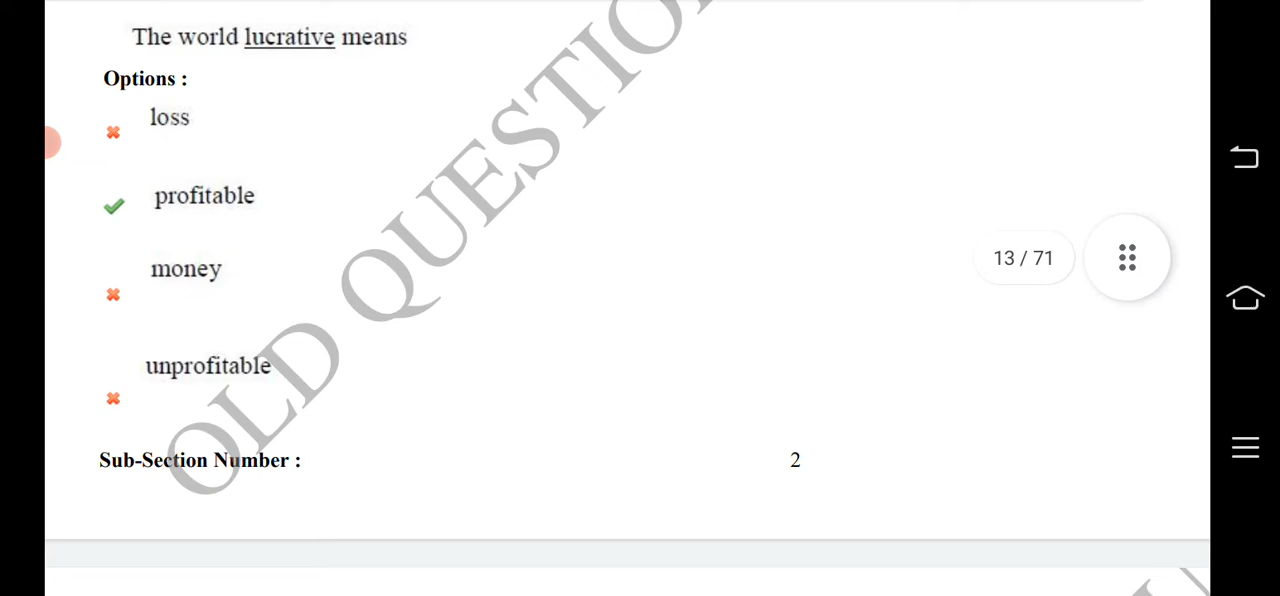 The world lucrative means
Options :
loss
profitable
money
unprofitable
Sub-Section Number :
2
13 / 71
OLD QUESTIO